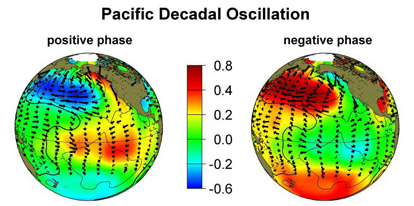 Pacific Decadal Oscillation
positive phase
negative phase
0.8
0.4
0.2
0.0
-0.2
-0.6